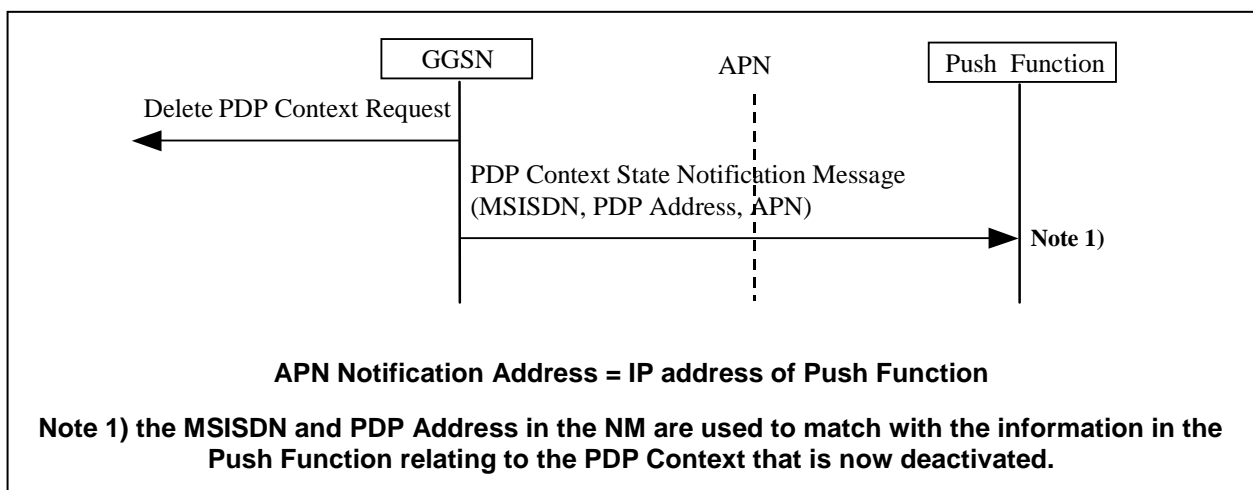 GGSN
APN
Push Function
Delete PDP Context Request
PDP Context State Notification Message
(MSISDN, PDP Address, APN)
Note 1)
APN Notification Address = IP address of Push Function
Note 1) the MSISDN and PDP Address in the NM are used to match with the information in the
Push Function relating to the PDP Context that is now deactivated.